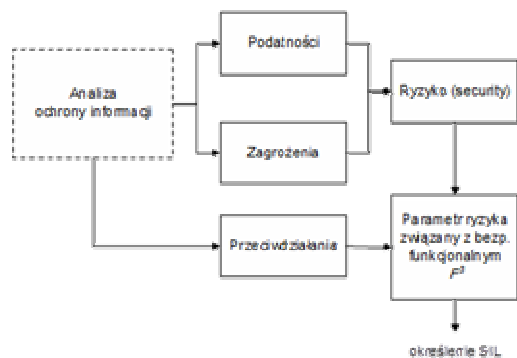 Podatności
Analiza
ochrony informacji
Ryzyko (security)
Zagrożenia
Parametr ryzyka
związany z bezp.
funkcjonalnym
Przeciwdziałania
określenie SIL